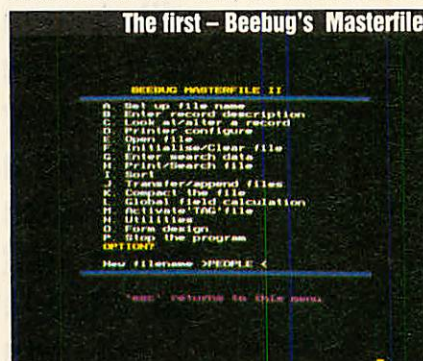 The first – Beebug's Masterfile
BEEBUG MASTERFILE II
A. Set up file name
B. Enter record description
C. Look at/alter a record
D. Printer configure
E. Open file
F. Initialise/Clear file
G. Enter search data
H. Print/Search file
I. Sort
J. Transfer/append files
K. Compact the file
L. Global field calculation
M. Activate'TAG'file
N. Utilities
O. Form design
P. Stop the program
OPTION?
New filename >PEOPLE <
'esc' returns to this menu